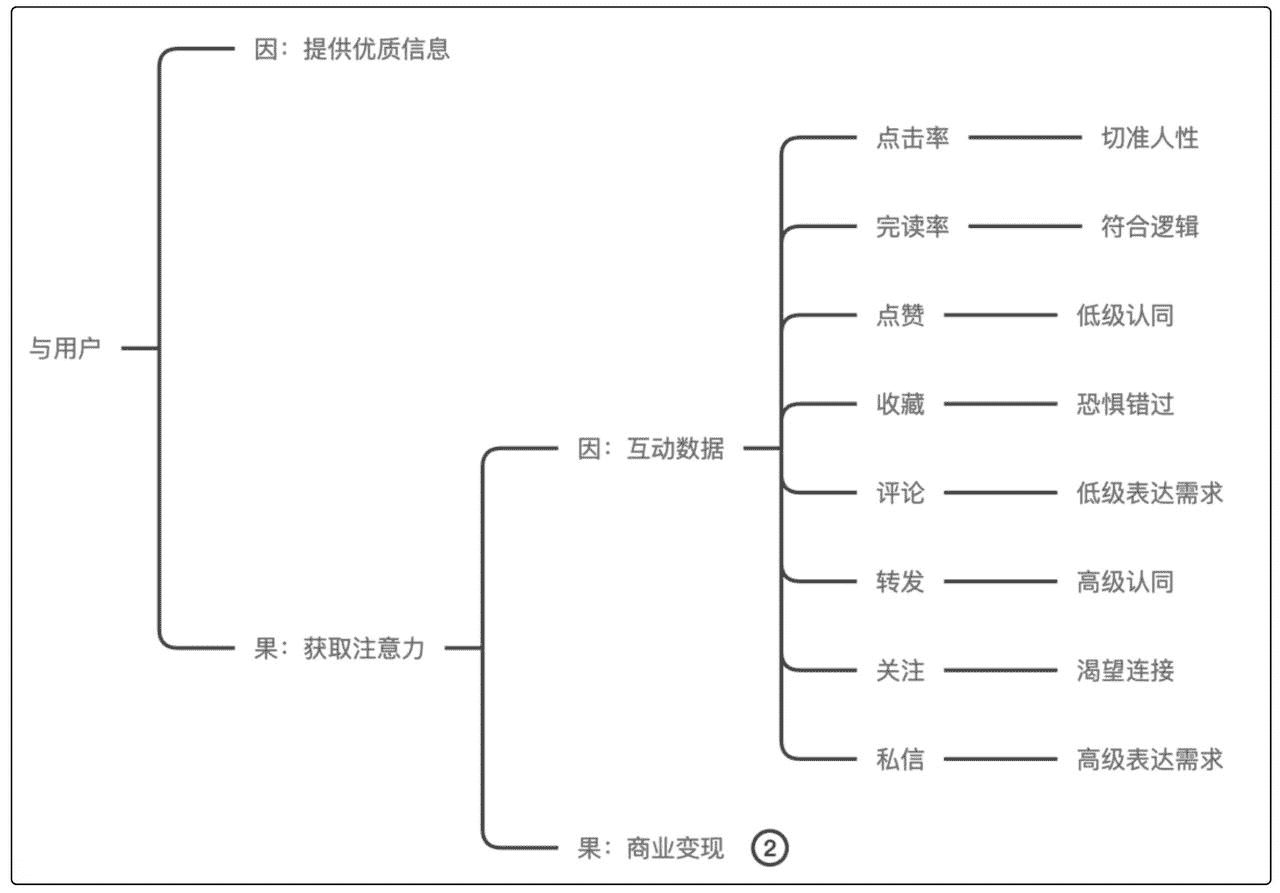 因：提供优质信息
点击率 切准人性
完读率 符合逻辑
与用户
点赞 低级认同
收藏 恐惧错过
因：互动数据
评论 低级表达需求
转发 高级认同
果：获取注意力
关注 渴望连接
私信 高级表达需求
果：商业变现 2